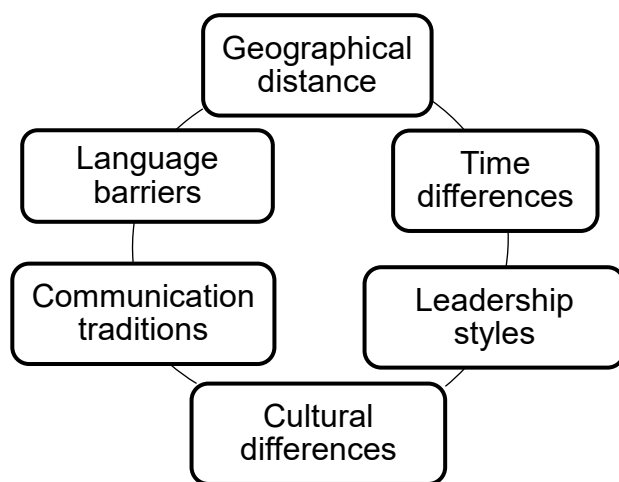 Geographical
distance
Time
differences
Leadership
styles
Cultural
differences
Communication
traditions
Language
barriers